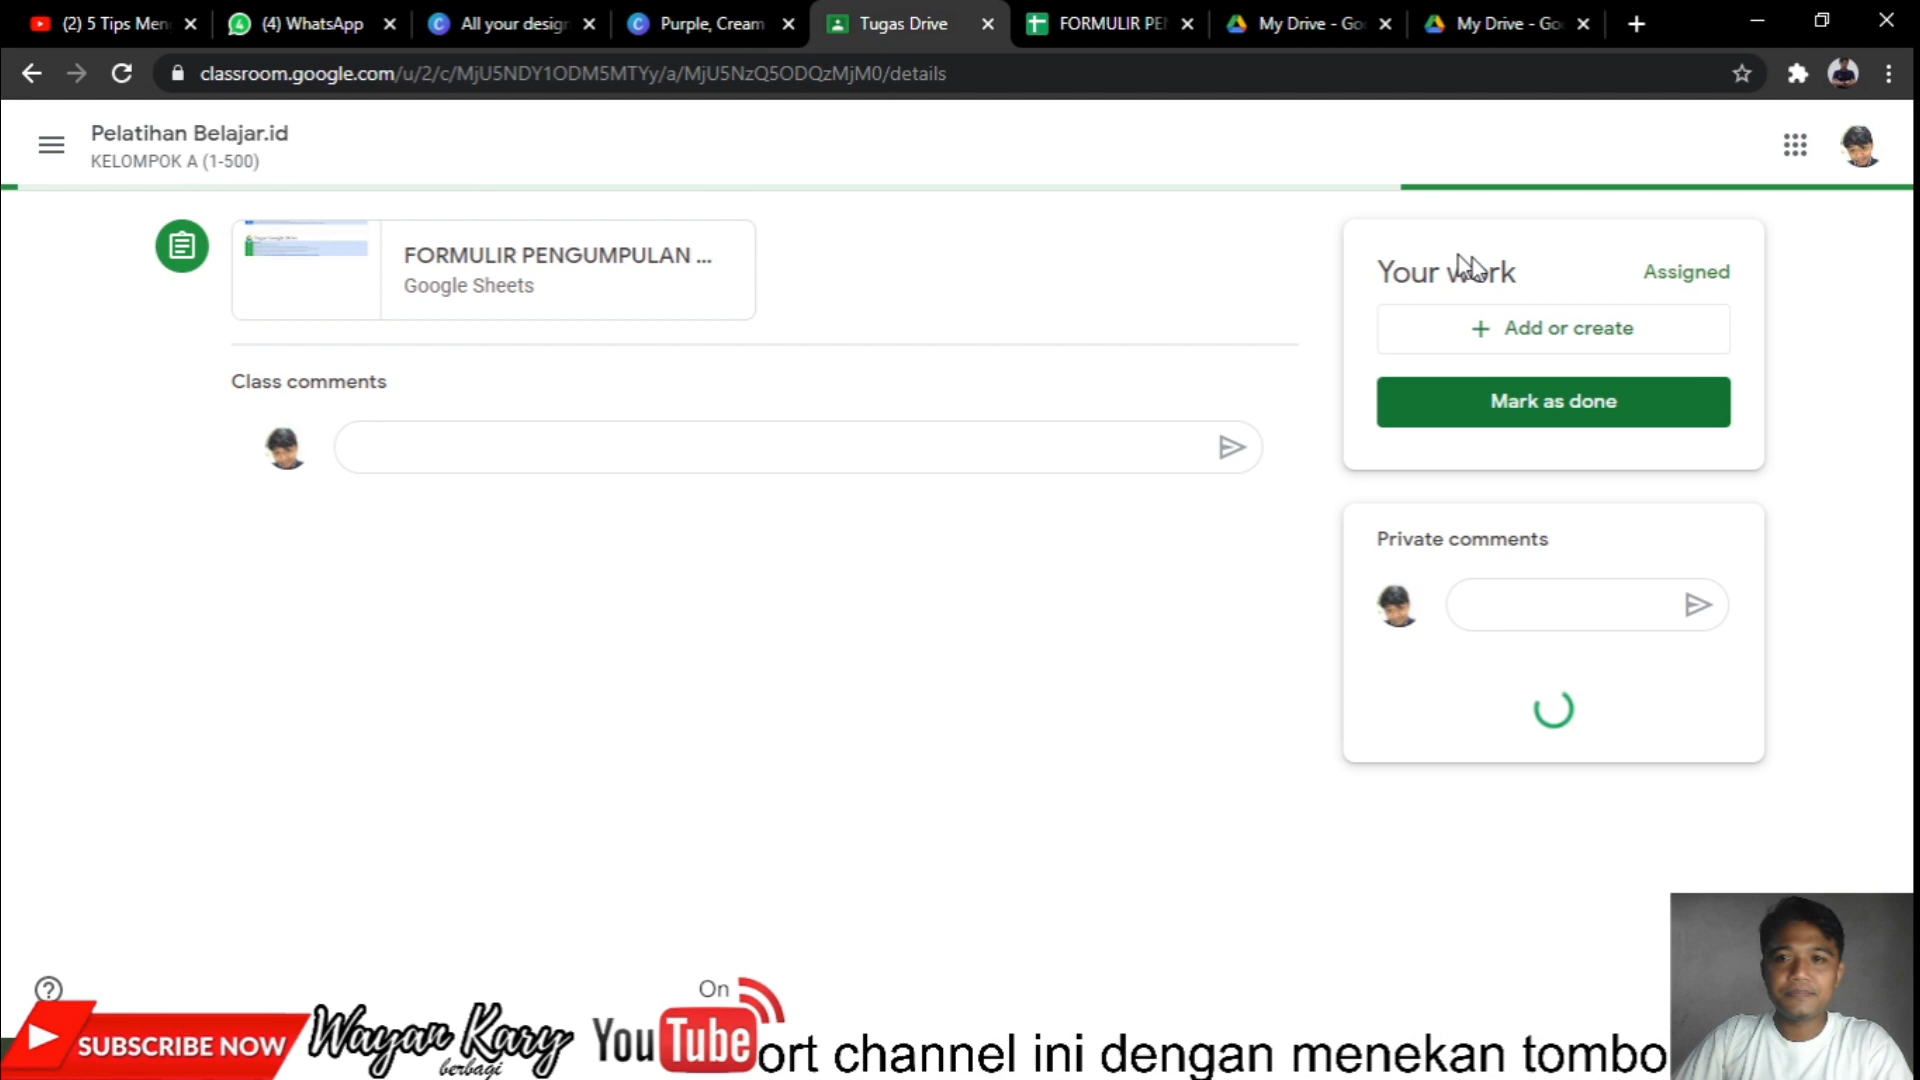 (2) 5 Tips Men
(4) WhatsApp
All your design
Purple, Cream
Tugas Drive
FORMULIR PE
My Drive - Go
My Drive - Go
classroom.google.com/u/2/c/MjU5NDY1ODM5MTYy/a/MjU5NzQ5ODQzMjM0/details
Pelatihan Belajar.id
KELOMPOK A (1-500)
FORMULIR PENGUMPULAN ...
Google Sheets
Class comments
Your work
Assigned
+ Add or create
Mark as done
Private comments
SUBSCRIBE NOW
Wayan Kary
berbagi
On
YouTube
ort channel ini dengan menekan tombo